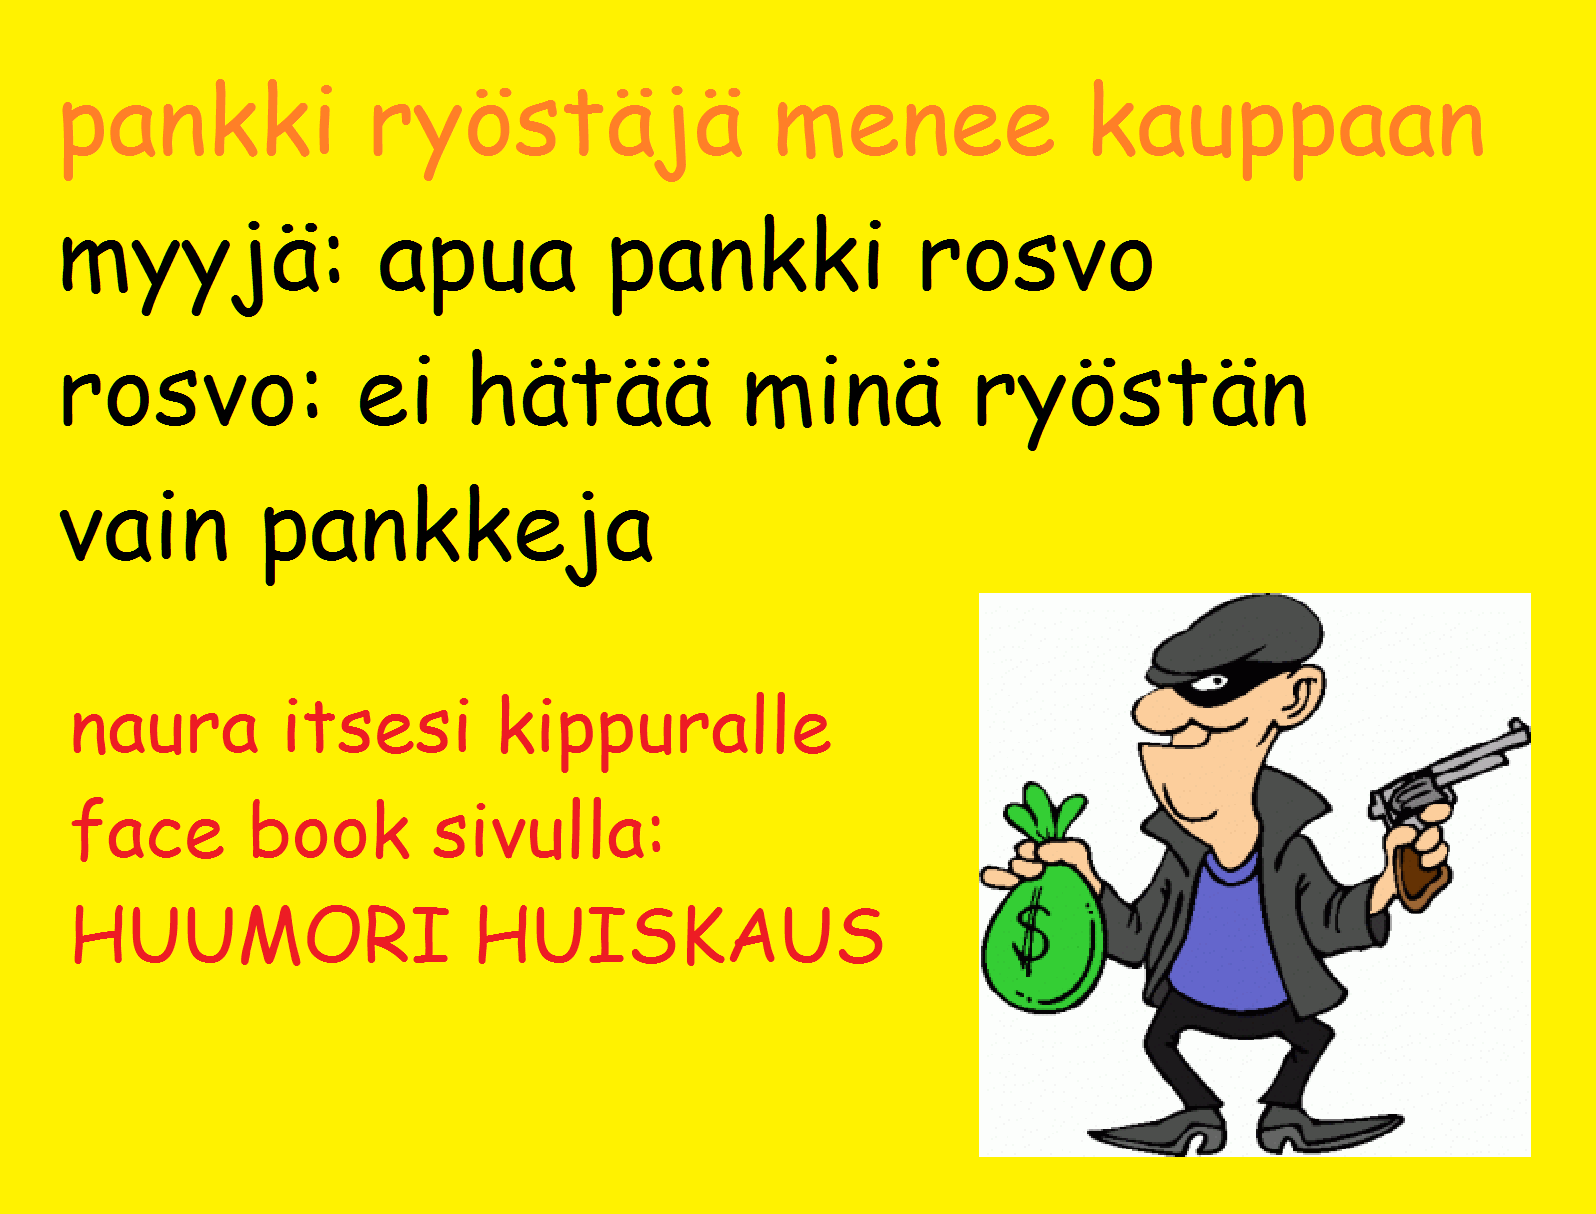 pankki ryöstäjä menee kauppaan
myyjä: apua pankki rosvo
rosvo: ei hätää minä ryöstän
vain pankkeja
naura itsesi kippuralle
face book sivulla:
HUUMORI HUISKAUS
$